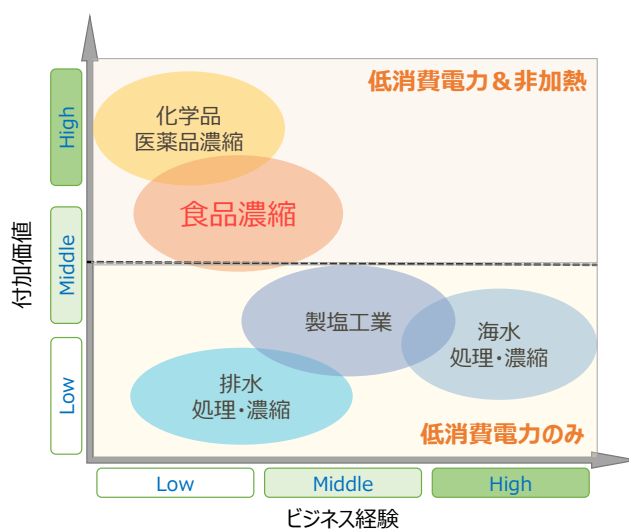 低消費電力＆非加熱
化学品
医薬品濃縮
食品濃縮
製塩工業
海水
処理・濃縮
排水
処理・濃縮
低消費電力のみ
付加価値
High
Middle
Low
Low
Middle
High
ビジネス経験